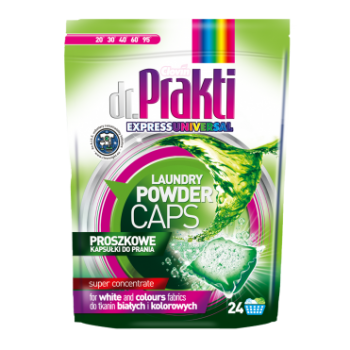 20° 30° 40° 60° 95°
dr.Prakti
EXPRESSUNIVERSAL
LAUNDRY
POWDER
CAPS
PROSZKOWE
KAPSUŁKI DO PRANIA
super concentrate
for white and colours fabrics
do tkanin białych i kolorowych
24